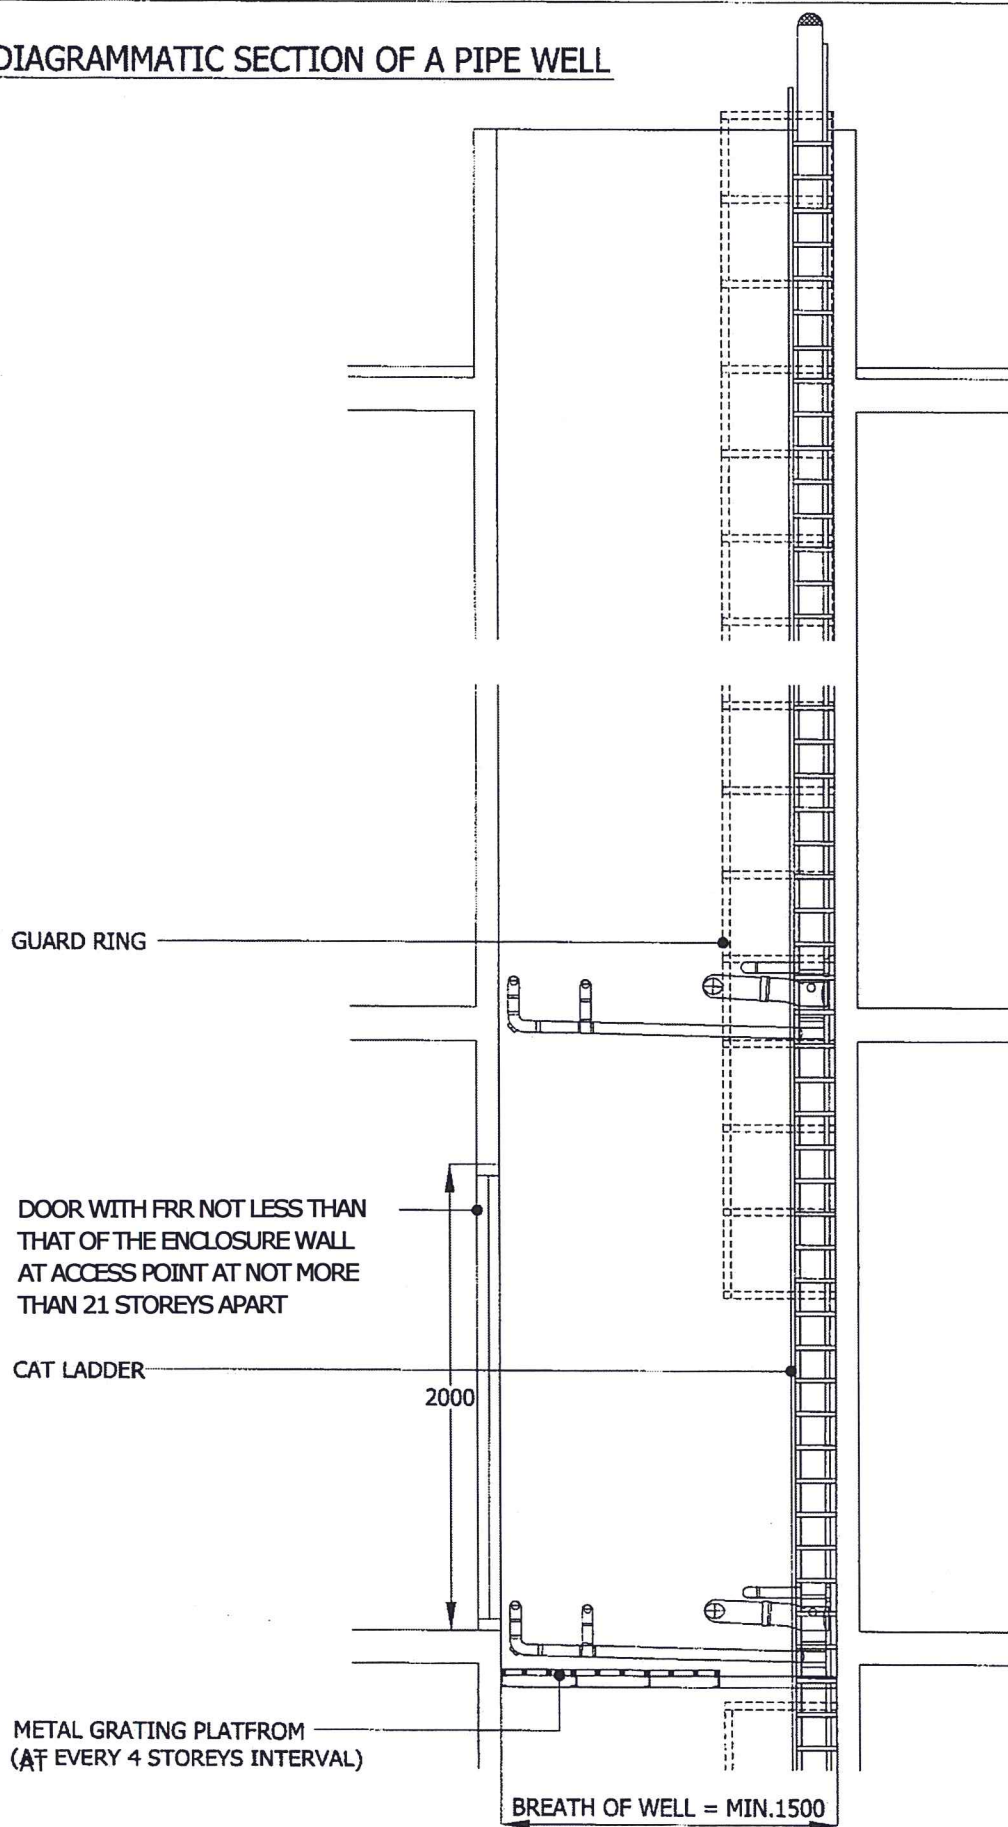 DIAGRAMMATIC SECTION OF A PIPE WELL
GUARD RING
DOOR WITH FRR NOT LESS THAN
THAT OF THE ENCLOSURE WALL
AT ACCESS POINT AT NOT MORE
THAN 21 STOREYS APART
CAT LADDER
2000
METAL GRATING PLATFROM
(AT EVERY 4 STOREYS INTERVAL)
BREATH OF WELL = MIN.1500